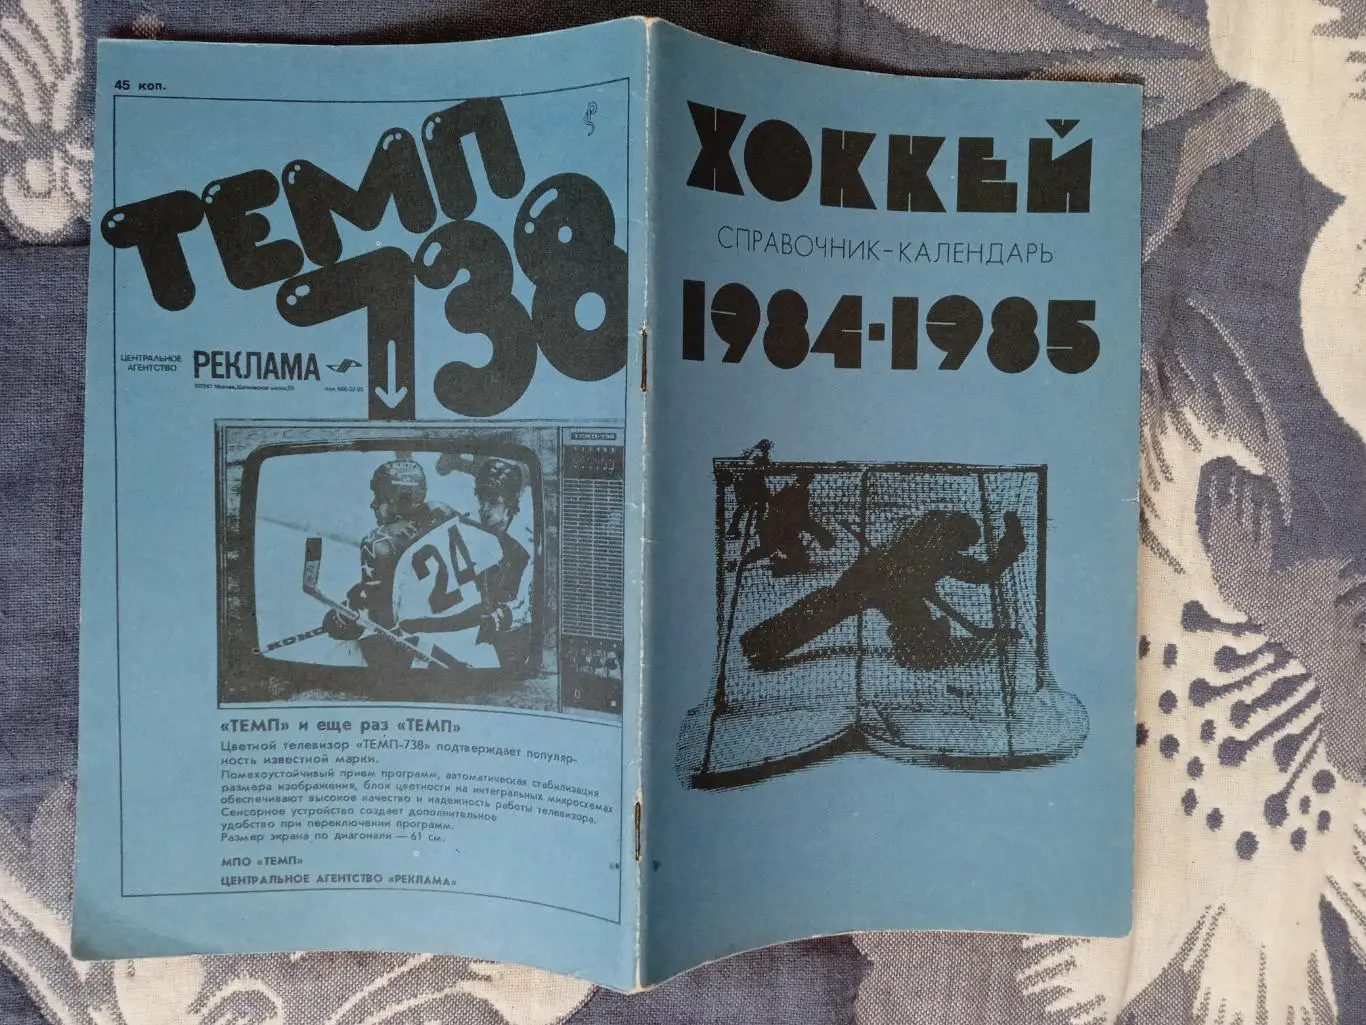 45 коп.
ТЕМП
738
ЦЕНТРАЛЬНОЕ
АГЕНТСТВО
РЕКЛАМА
ТЕМП-738
24
«ТЕМП» и еще раз «ТЕМП»
Цветной телевизор «ТЕМП-738» подтверждает популяр-
ность известной марки.
Помехоустойчивый прием программ, автоматическая стабилизация
размера изображения, блок цветности на интегральных микросхемах
обеспечивают высокое качество и надежность работы телевизора.
Сенсорное устройство создает дополнительное
удобство при переключении программ.
Размер экрана по диагонали — 61 см.
МПО «ТЕМП»
ЦЕНТРАЛЬНОЕ АГЕНТСТВО «РЕКЛАМА»
ХОККЕЙ
СПРАВОЧНИК-КАЛЕНДАРЬ
1984-1985